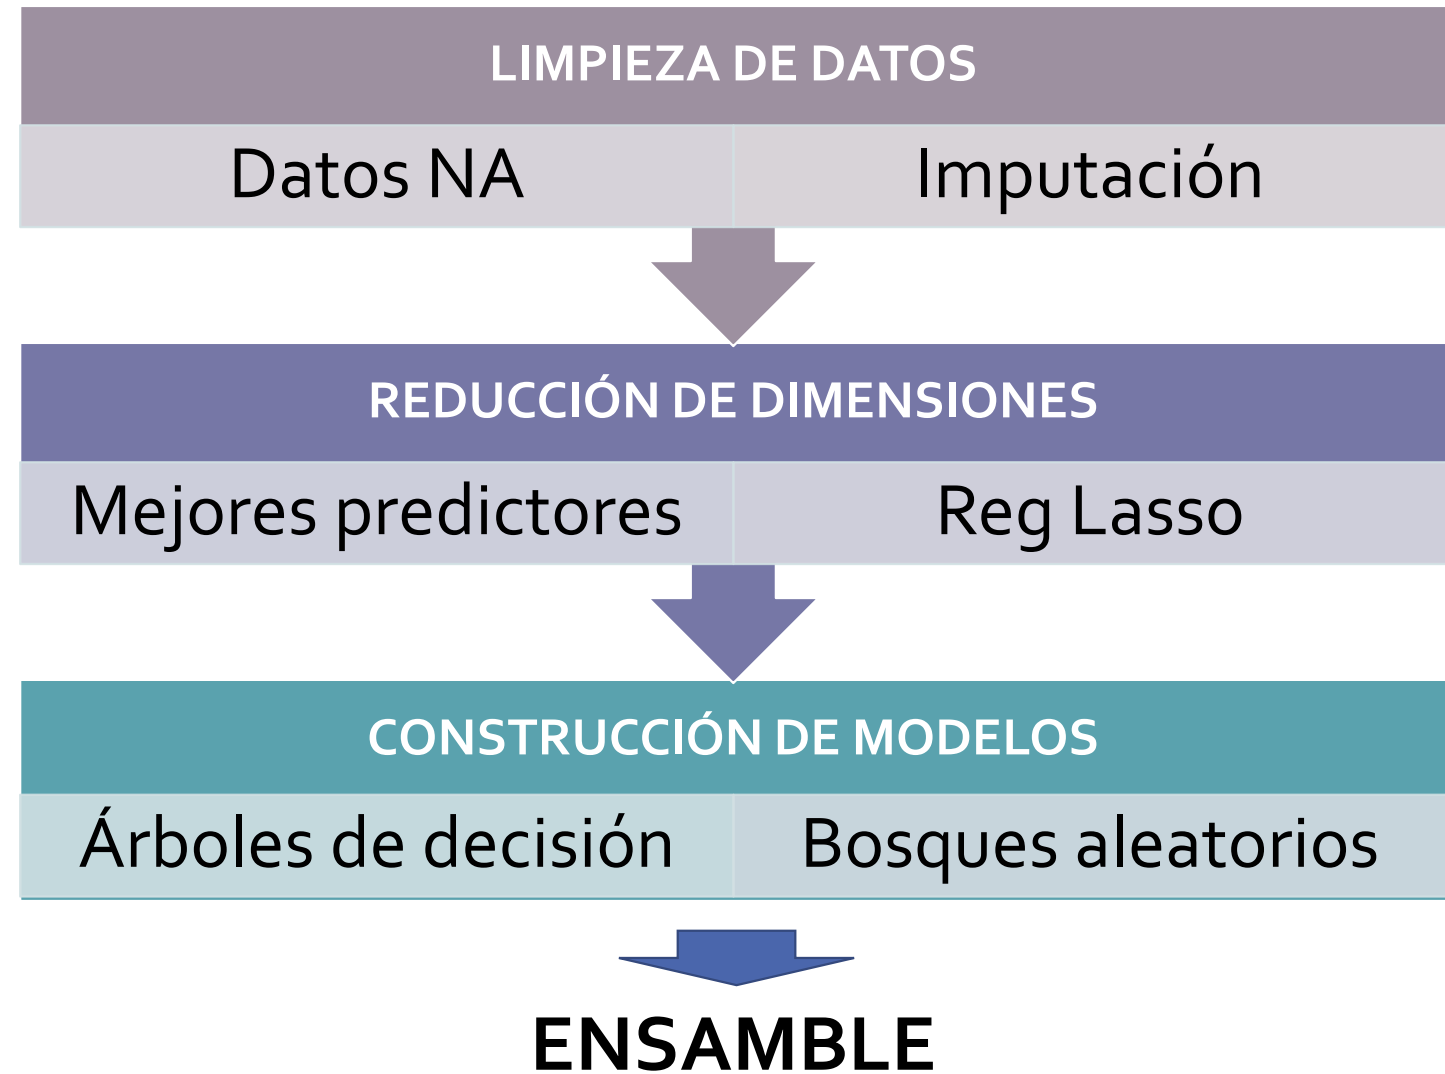 LIMPIEZA DE DATOS
Datos NA
Imputación
REDUCCIÓN DE DIMENSIONES
Mejores predictores
Reg Lasso
CONSTRUCCIÓN DE MODELOS
Árboles de decisión
Bosques aleatorios
ENSAMBLE